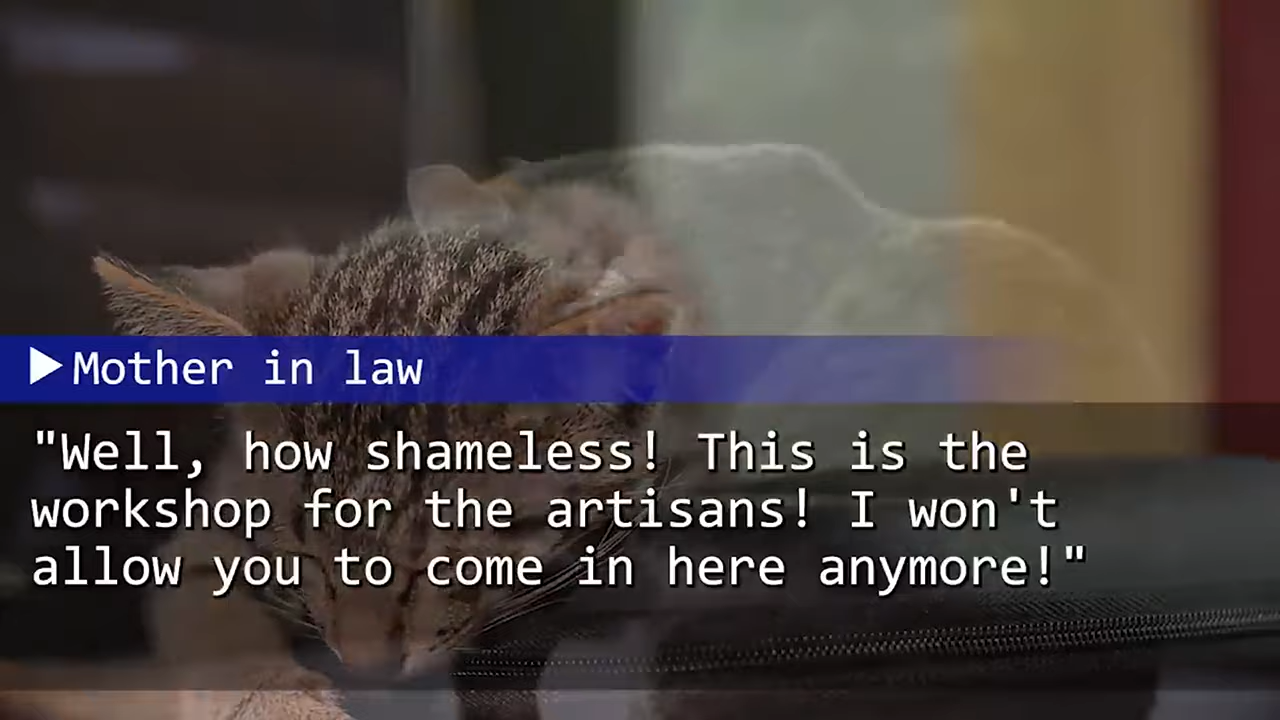 ▶Mother in law
"Well, how shameless! This is the
workshop for the artisans! I won't
allow you to come in here anymore!"